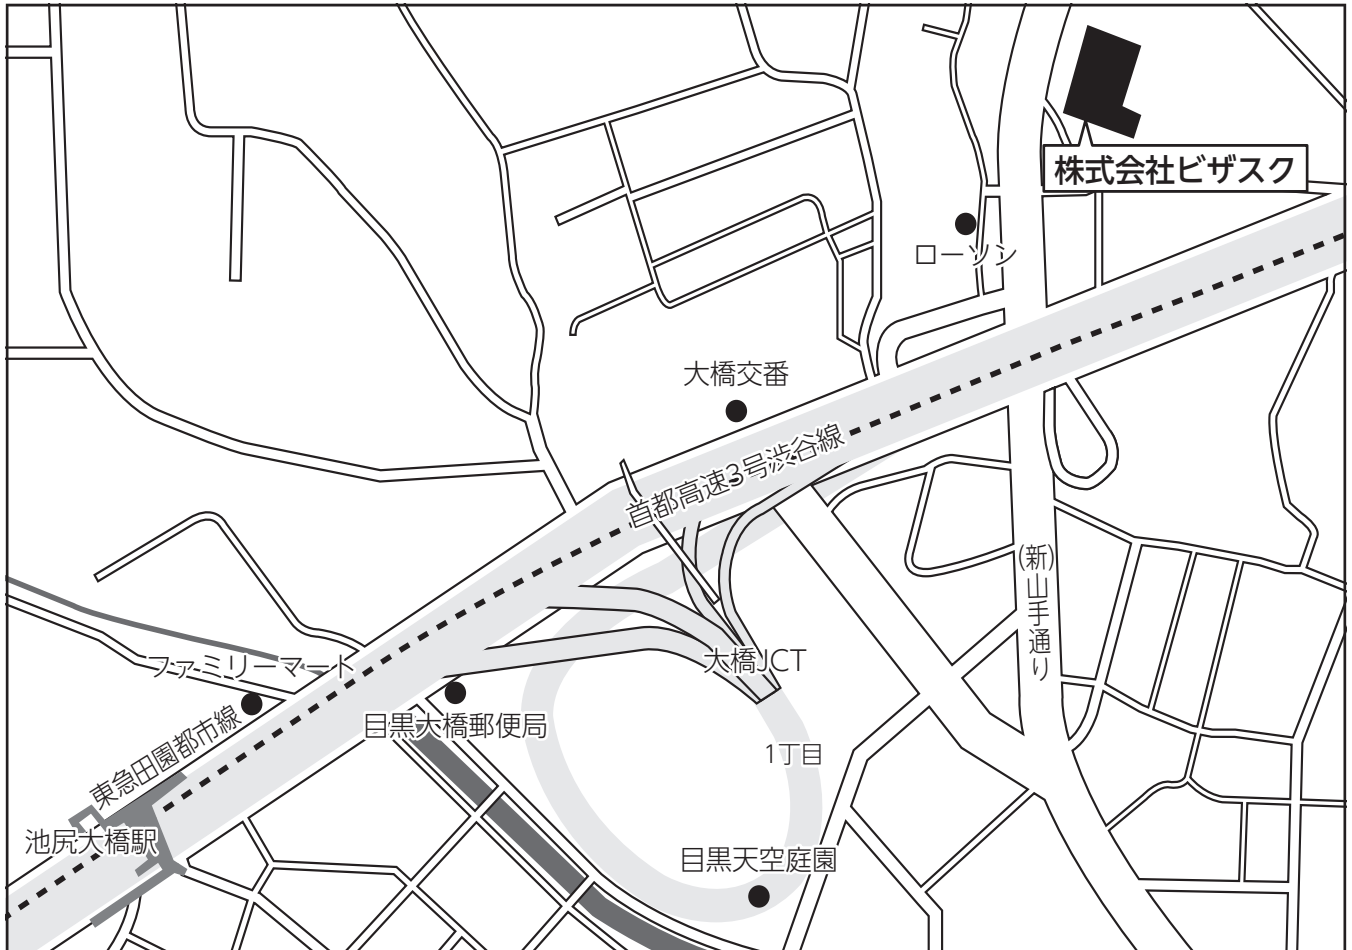 株式会社ビザスク
ローソン
大橋交番
首都高速3号渋谷線
(新)山手通り
ファミリーマート
大橋JCT
東急田園都市線
目黒大橋郵便局
1丁目
池尻大橋駅
目黒天空庭園